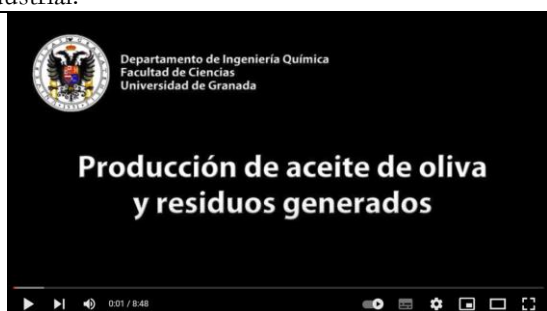 ndustrial.
Departamento de Ingeniería Química
Facultad de Ciencias
Universidad de Granada
Producción de aceite de oliva
y residuos generados
0:01 / 8:48